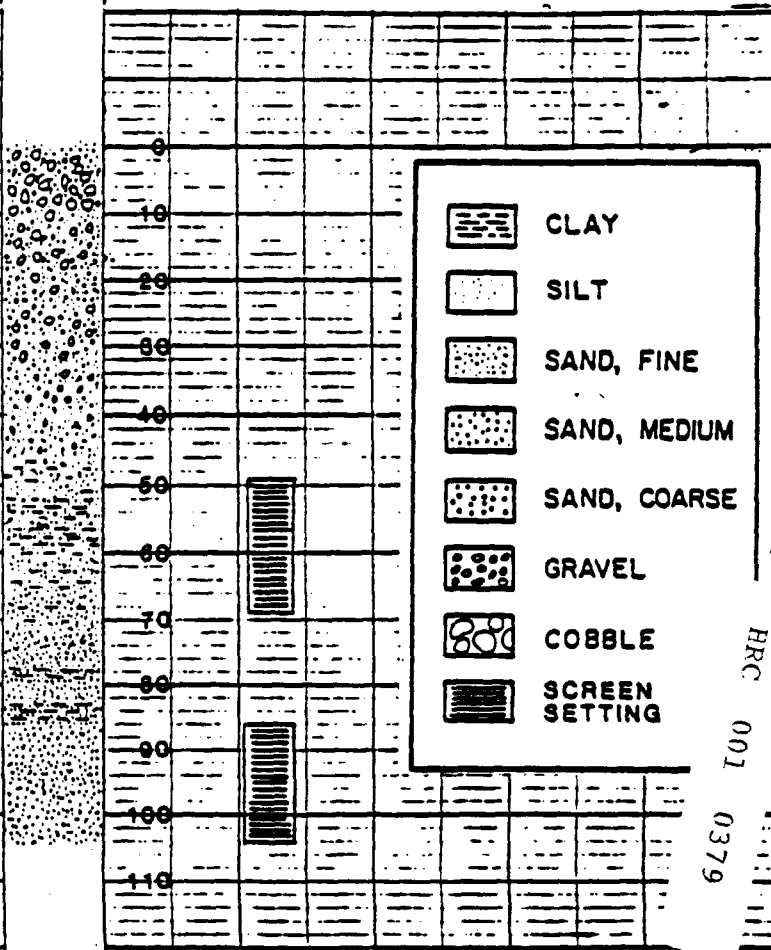 0
10
20
30
40
50
60
70
80
90
100
110
CLAY
SILT
SAND, FINE
SAND, MEDIUM
SAND, COARSE
GRAVEL
COBBLE
SCREEN
SETTING
HRC 001 0379